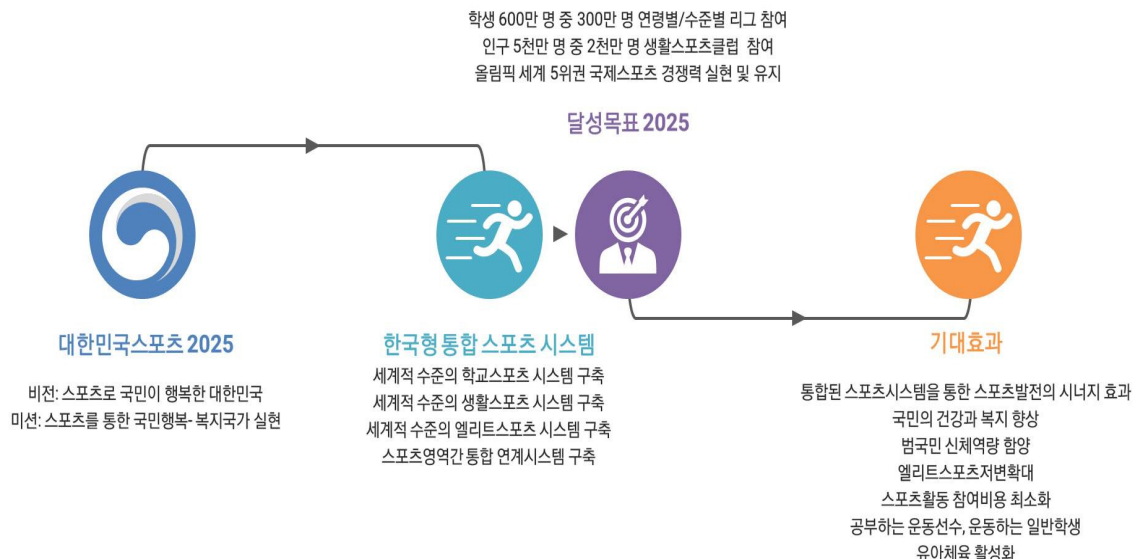 학생 600만 명 중 300만 명 연령별/수준별 리그 참여
인구 5천만 명 중 2천만 명 생활스포츠클럽 참여
올림픽 세계 5위권 국제스포츠 경쟁력 실현 및 유지
달성목표 2025
대한민국스포츠 2025
비전: 스포츠로 국민이 행복한 대한민국
미션: 스포츠를 통한 국민행복- 복지국가 실현
한국형 통합 스포츠 시스템
세계적 수준의 학교스포츠 시스템 구축
세계적 수준의 생활스포츠 시스템 구축
세계적 수준의 엘리트스포츠 시스템 구축
스포츠영역간 통합 연계시스템 구축
기대효과
통합된 스포츠시스템을 통한 스포츠발전의 시너지 효과
국민의 건강과 복지 향상
범국민 신체역량 함양
엘리트스포츠저변확대
스포츠활동 참여비용 최소화
공부하는 운동선수, 운동하는 일반학생
유아체육 활성화